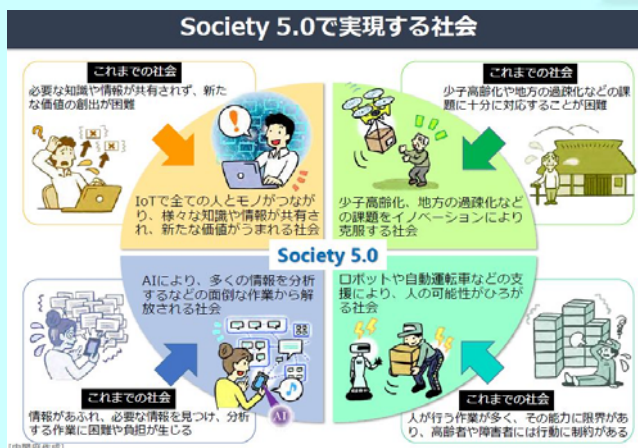 Society 5.0で実現する社会
これまでの社会
必要な知識や情報が共有されず、新た
な価値の創出が困難
これまでの社会
少子高齢化や地方の過疎化などの課
題に十分に対応することが困難
IoTで全ての人とモノがつなが
り、様々な知識や情報が共有さ
れ、新たな価値がうまれる社会
少子高齢化、地方の過疎化など
の課題をイノベーションにより
克服する社会
Society 5.0
AIにより、多くの情報を分析
するなどの面倒な作業から解
放される社会
ロボットや自動運転車などの支
援により、人の可能性がひろが
る社会
AI
これまでの社会
情報があふれ、必要な情報を見つけ、分析
する作業に困難や負担が生じる
これまでの社会
人が行う作業が多く、その能力に限界があ
り、高齢者や障害者には行動に制約がある